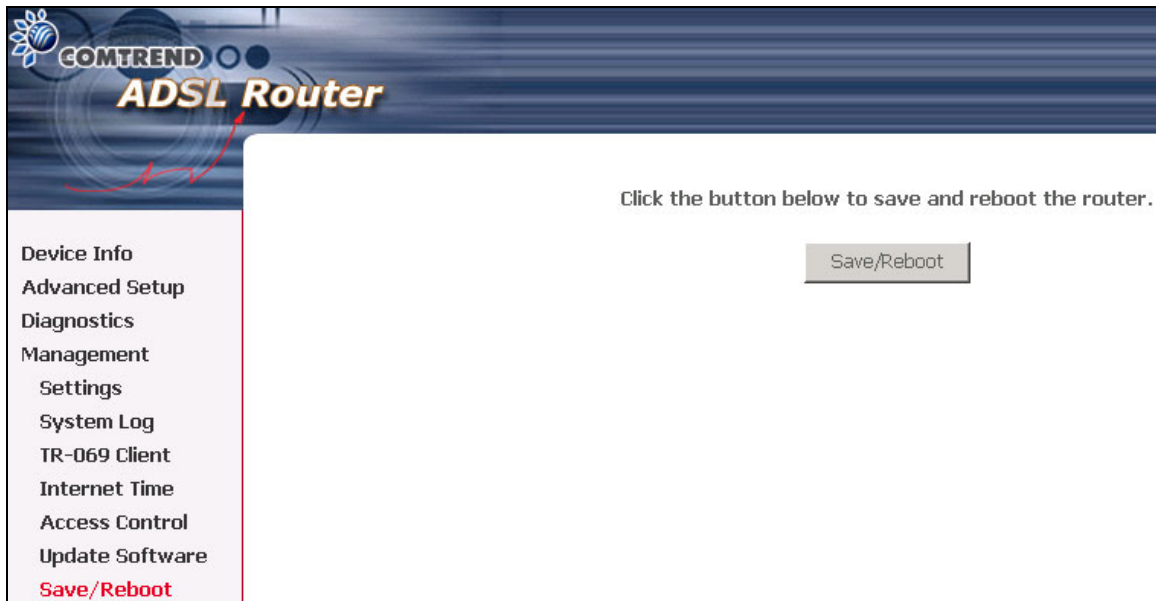 COMTREND
ADSL Router
Click the button below to save and reboot the router.
Save/Reboot
Device Info
Advanced Setup
Diagnostics
Management
Settings
System Log
TR-069 Client
Internet Time
Access Control
Update Software
Save/Reboot